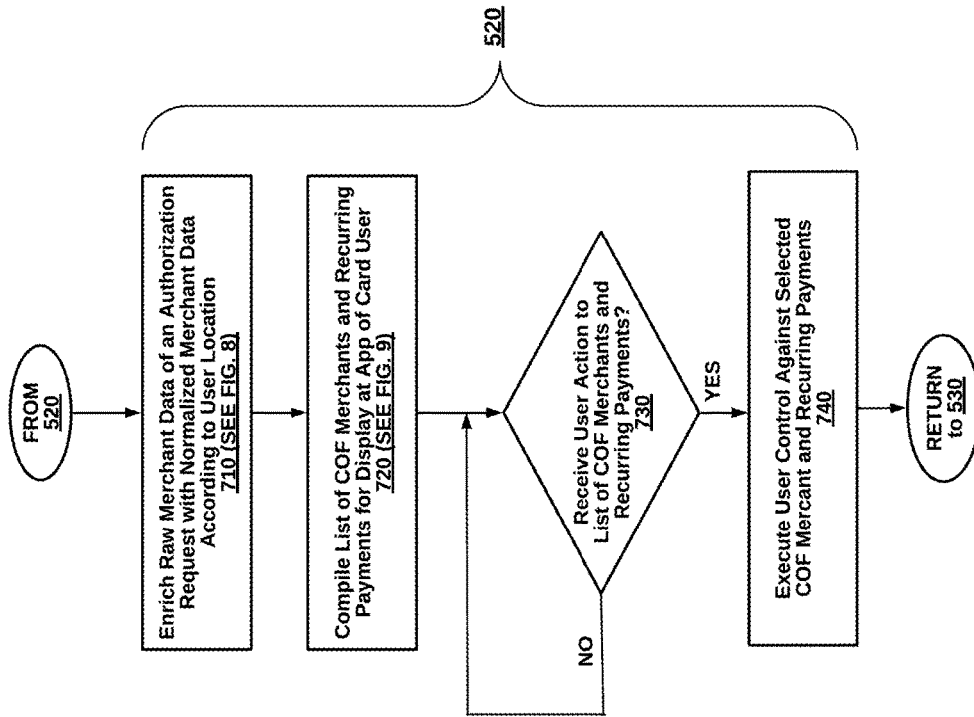 FROM
520
Enrich Raw Merchant Data of an Authorization
Request with Normalized Merchant Data
According to User Location
710 (SEE FIG. 8)
520
Compile List of COF Merchants and Recurring
Payments for Display at App of Card User
720 (SEE FIG. 9)
Receive User Action to
List of COF Merchants and
Recurring Payments?
730
NO
YES
Execute User Control Against Selected
COF Merchant and Recurring Payments
740
RETURN
to 530